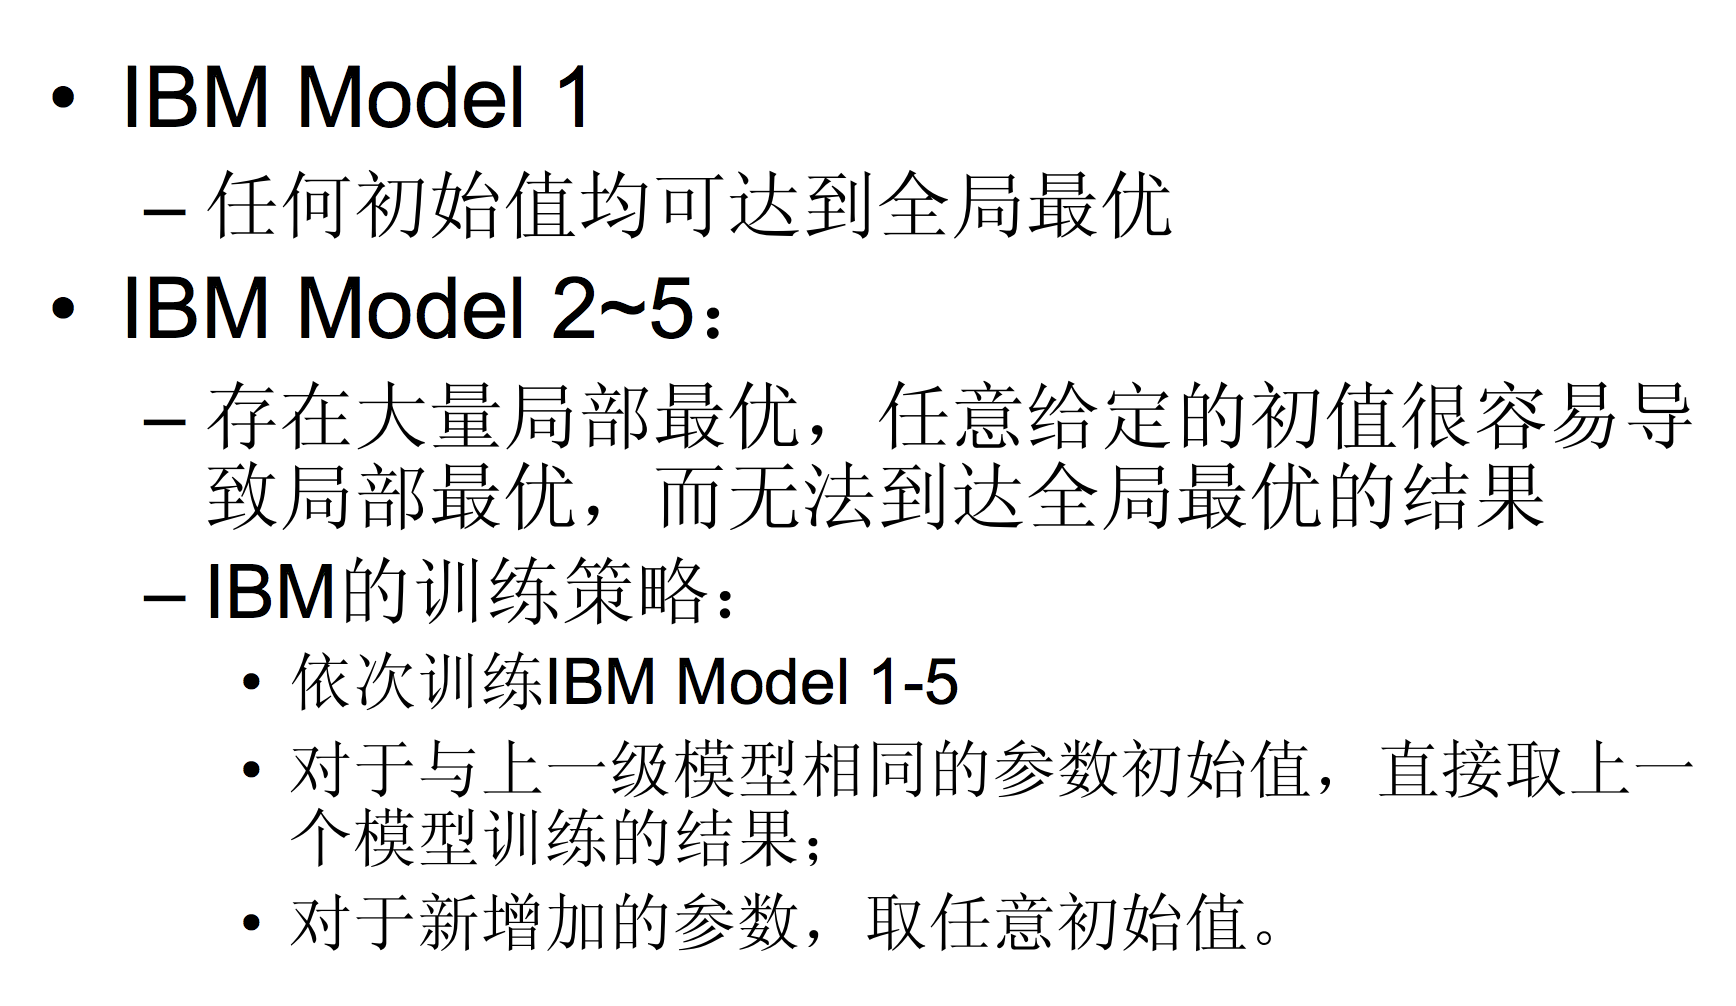 • IBM Model 1
– 任何初始值均可达到全局最优
• IBM Model 2~5：
– 存在大量局部最优，任意给定的初值很容易导
致局部最优，而无法到达全局最优的结果
– IBM的训练策略：
• 依次训练IBM Model 1-5
• 对于与上一级模型相同的参数初始值，直接取上一
个模型训练的结果；
• 对于新增加的参数，取任意初始值。